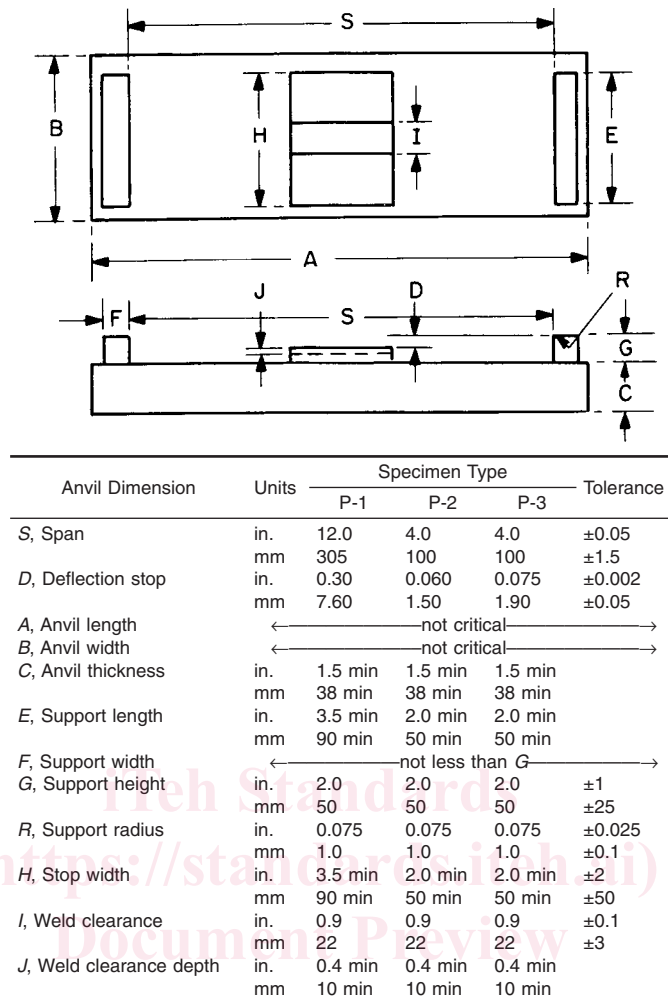 S
B
H
I
E
A
J
D
R
F
S
G
C
Anvil Dimension Units Specimen Type Tolerance
P-1 P-2 P-3
S, Span in. 12.0 4.0 4.0 ±0.05
mm 305 100 100 ±1.5
D, Deflection stop in. 0.30 0.060 0.075 ±0.002
mm 7.60 1.50 1.90 ±0.05
A, Anvil length ←not critical→
B, Anvil width ←not critical→
C, Anvil thickness in. 1.5 min 1.5 min 1.5 min
mm 38 min 38 min 38 min
E, Support length in. 3.5 min 2.0 min 2.0 min
mm 90 min 50 min 50 min
F, Support width ←not less than G→
G, Support height in. 2.0 2.0 2.0 ±1
mm 50 50 50 ±25
R, Support radius in. 0.075 0.075 0.075 ±0.025
mm 1.0 1.0 1.0 ±0.1
H, Stop width in. 3.5 min 2.0 min 2.0 min ±2
mm 90 min 50 min 50 min ±50
I, Weld clearance in. 0.9 0.9 0.9 ±0.1
mm 22 22 22 ±3
J, Weld clearance depth in. 0.4 min 0.4 min 0.4 min
mm 10 min 10 min 10 min
iTeh Standards
https://standards.iteh.ai)
Document Preview